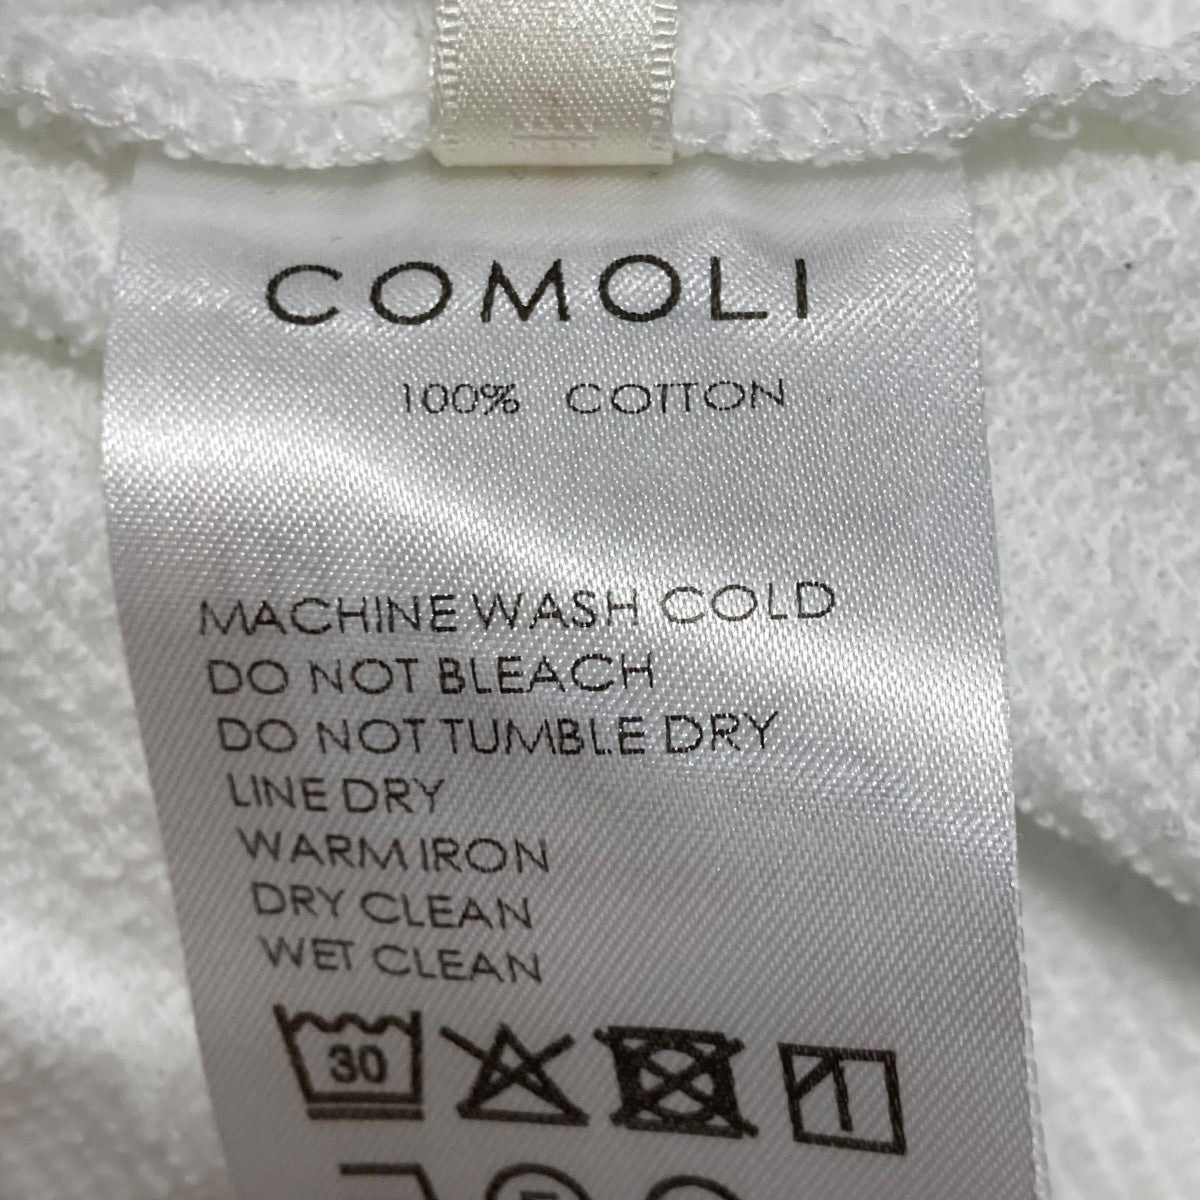 COMOLI
100% COTTON
MACHINE WASH COLD
DO NOT BLEACH
DO NOT TUMBLE DRY
LINE DRY
WARM IRON
DRY CLEAN
WET CLEAN
30